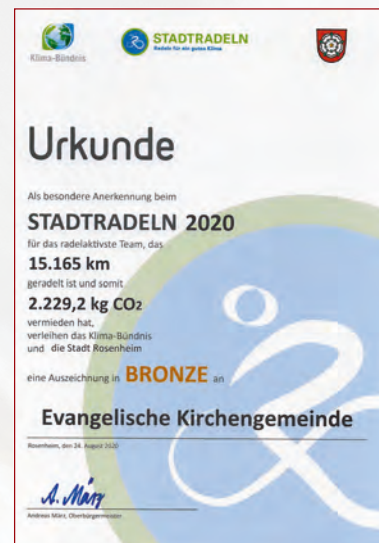 Klima-Bündnis
STADTRADELN
Radeln für ein gutes Klima
Urkunde
Als besondere Anerkennung beim
STADTRADELN 2020
für das radelaktivste Team, das
15.165 km
geradelt ist und somit
2.229,2 kg CO2
vermieden hat,
verleihen das Klima-Bündnis
und die Stadt Rosenheim
eine Auszeichnung in BRONZE an
Evangelische Kirchengemeinde
Rosenheim, den 24. August 2020
A. März
Andreas März, Oberbürgermeister